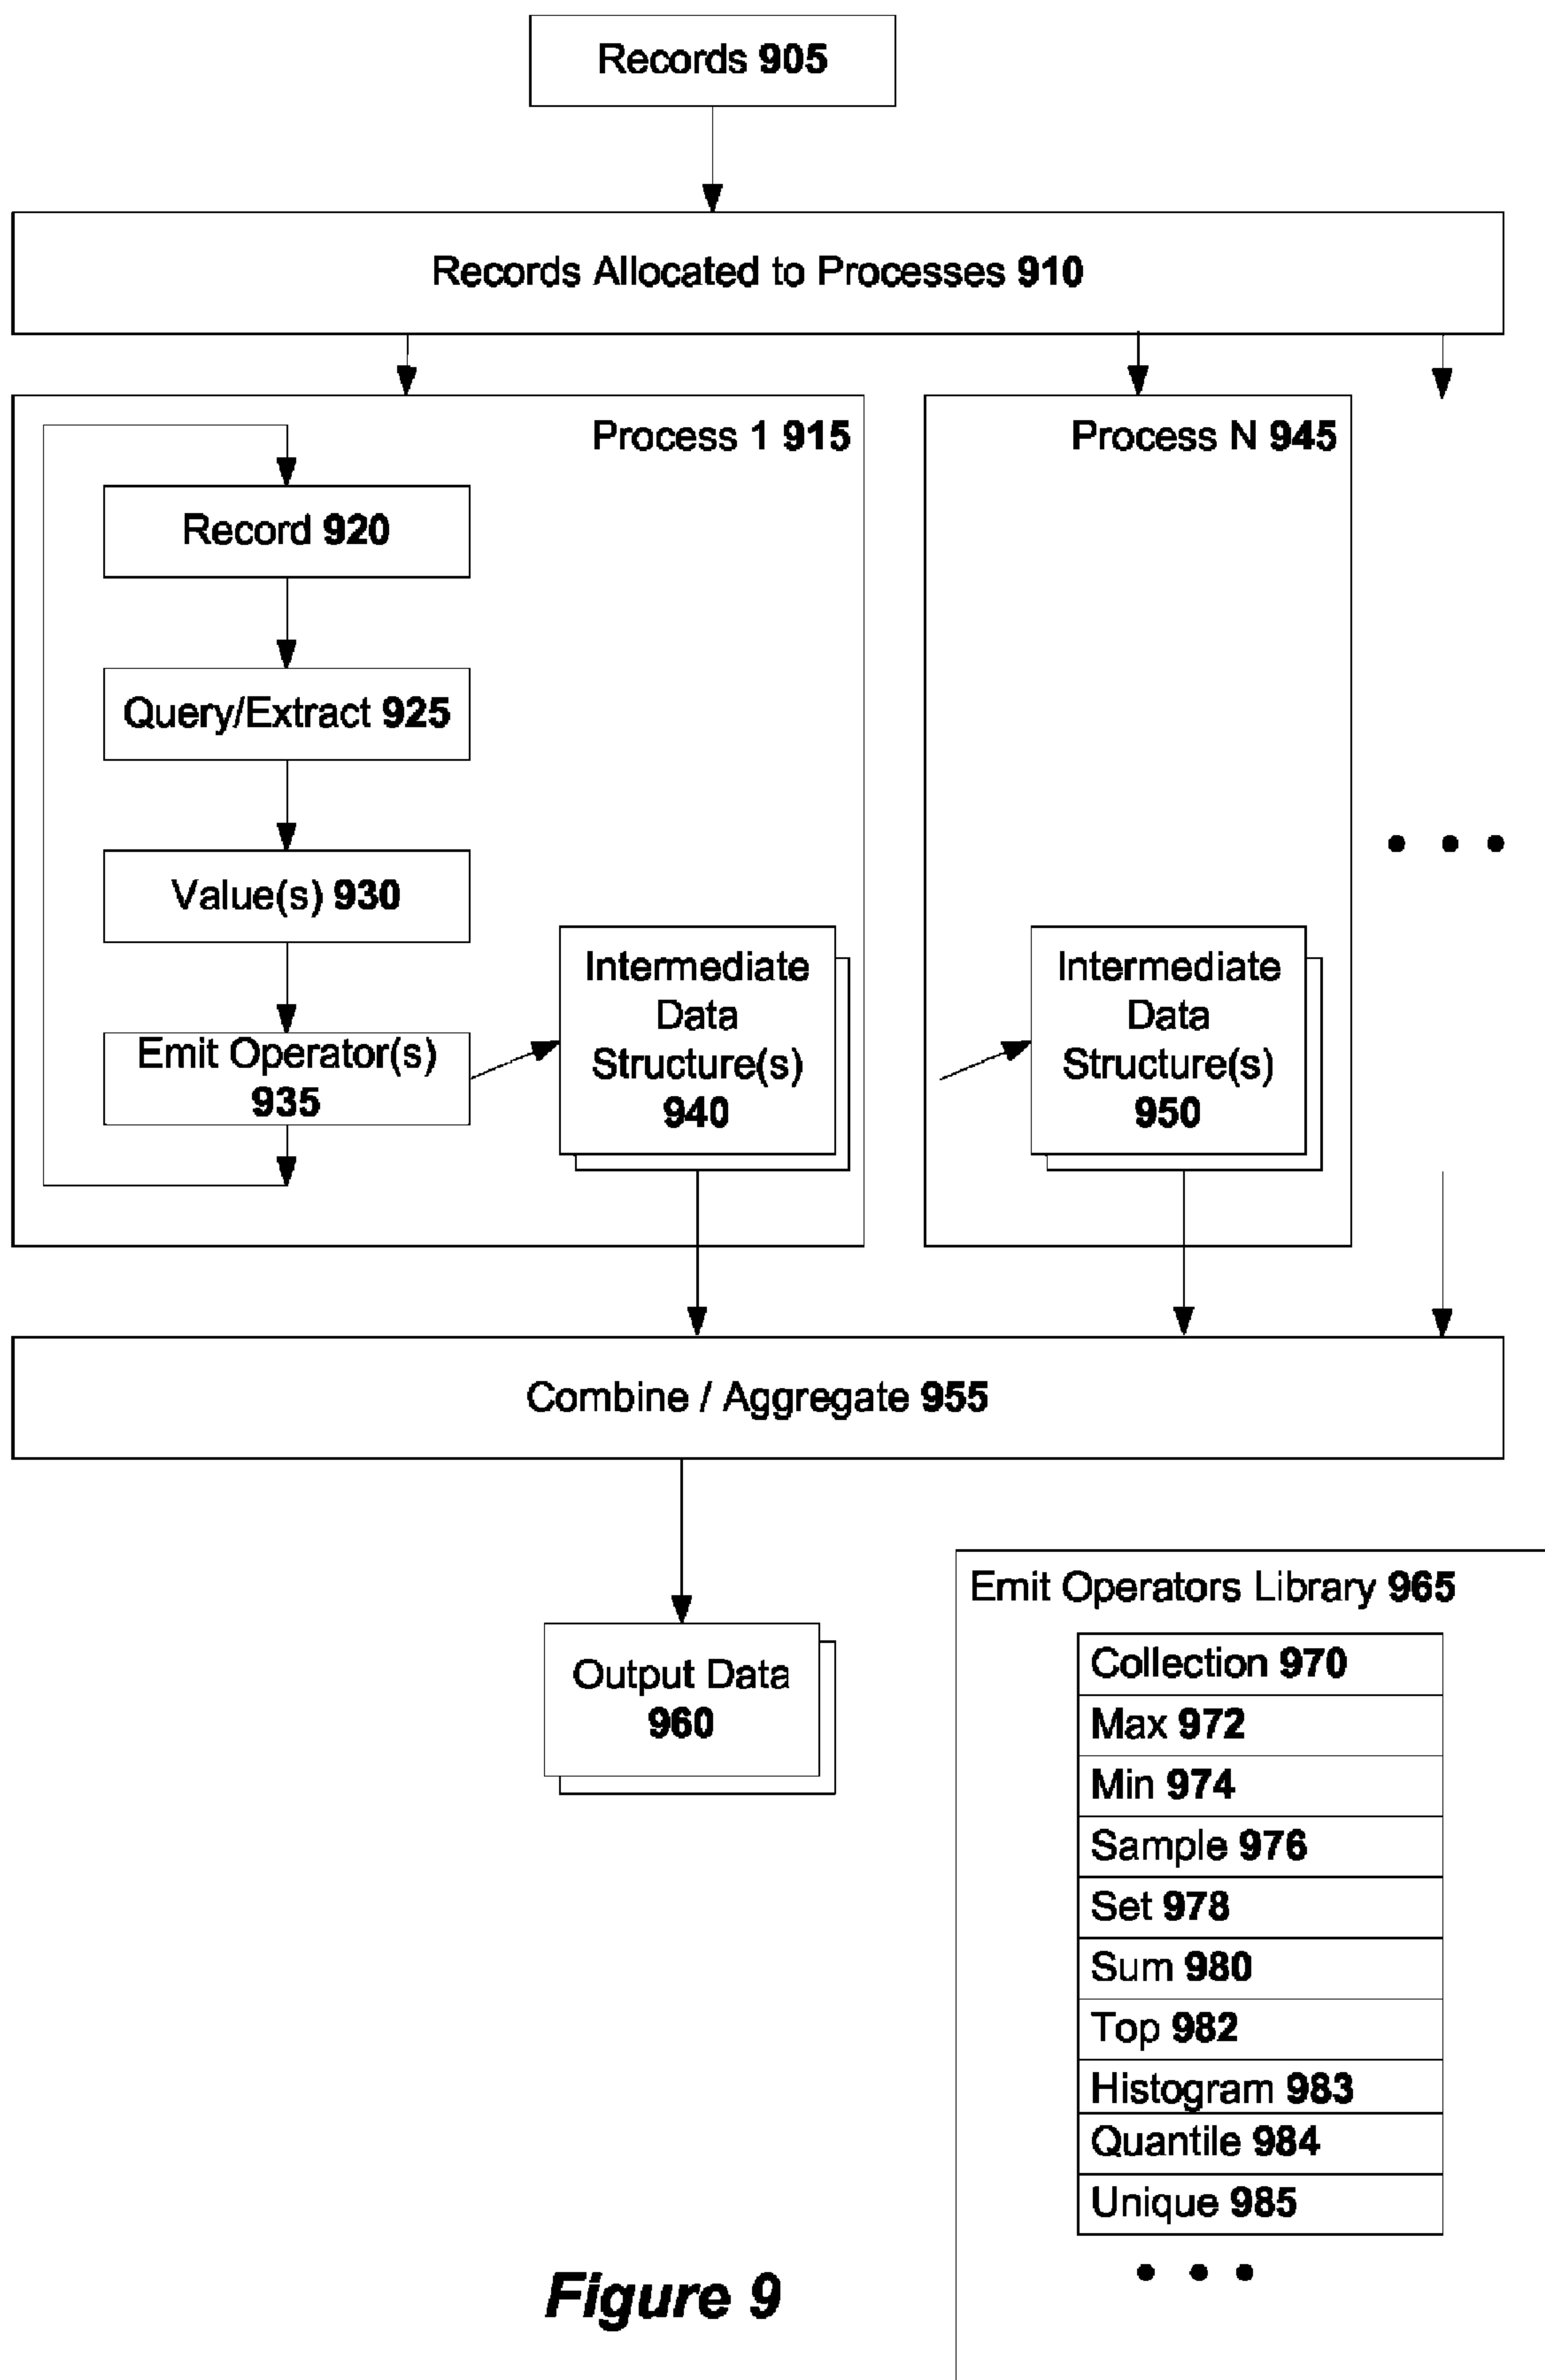 Records 905
Records Allocated to Processes 910
Process 1 915
Record 920
Query/Extract 925
Value(s) 930
Emit Operator(s)
935
Intermediate
Data
Structure(s)
940
Process N 945
Intermediate
Data
Structure(s)
950
Combine / Aggregate 955
Output Data
960
Emit Operators Library 965
Collection 970
Max 972
Min 974
Sample 976
Set 978
Sum 980
Top 982
Histogram 983
Quantile 984
Unique 985
Figure 9